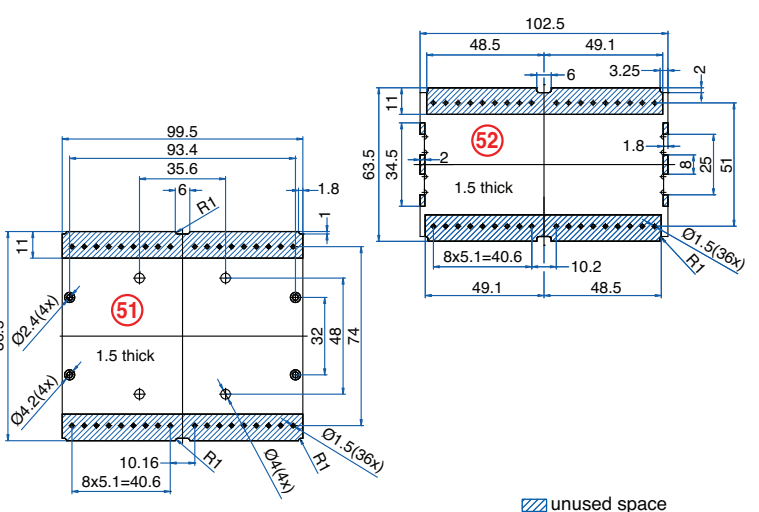 102.5
48.5
49.1
3.25
2
6
11
52
1.8
63.5
34.5
2
8
25
51
1.5 thick
Ø1.5(36x)
R1
8x5.1=40.6
10.2
49.1
48.5
99.5
93.4
35.6
6
R1
1.8
1
11
51
Ø2.4(4x)
32
48
74
1.5 thick
Ø4.2(4x)
Ø1.5(36x)
10.16
R1
Ø4(4x)
R1
8x5.1=40.6
unused space